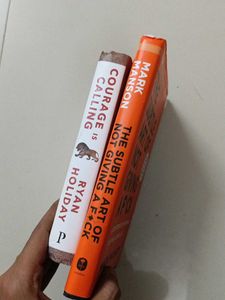 COURAGE IS
CALLING
RYAN
HOLIDAY
P
MARK
MANSON
THE SUBTLE ART OF
NOT GIVING A F*CK